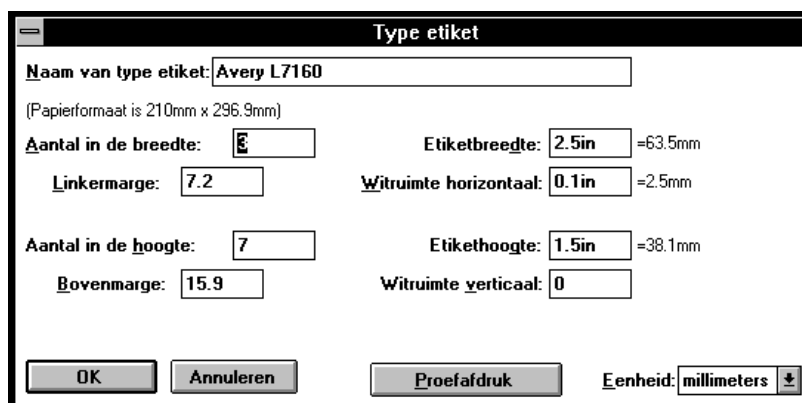 Type etiket
Naam van type etiket: Avery L7160
(Papierformaat is 210mm x 296.9mm)
Aantal in de breedte: 3 Etiketbreedte: 2.5in =63.5mm
Linkermarge: 7.2 Witruimte horizontaal: 0.1in =2.5mm
Aantal in de hoogte: 7 Etikethoogte: 1.5in =38.1mm
Bovenmarge: 15.9 Witruimte verticaal: 0
OK Annuleren Proefafdruk Eenheid: millimeters